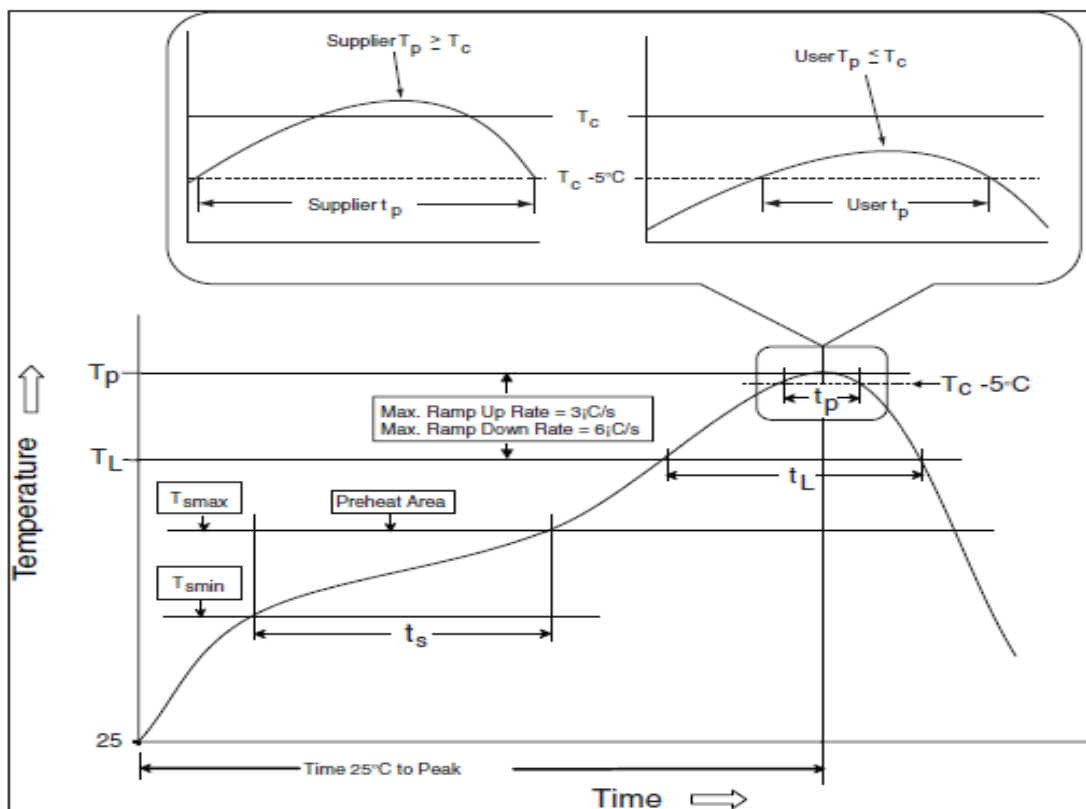 Supplier Tp ≥ Tc
User Tp ≤ Tc
Tc
Tc -5°C
Supplier tp
User tp
Tp
Tc -5°C
tp
Max. Ramp Up Rate = 3¡C/s
Max. Ramp Down Rate = 6¡C/s
TL
tL
Tsmax
Preheat Area
Tsmin
ts
Temperature
25
Time 25°C to Peak
Time